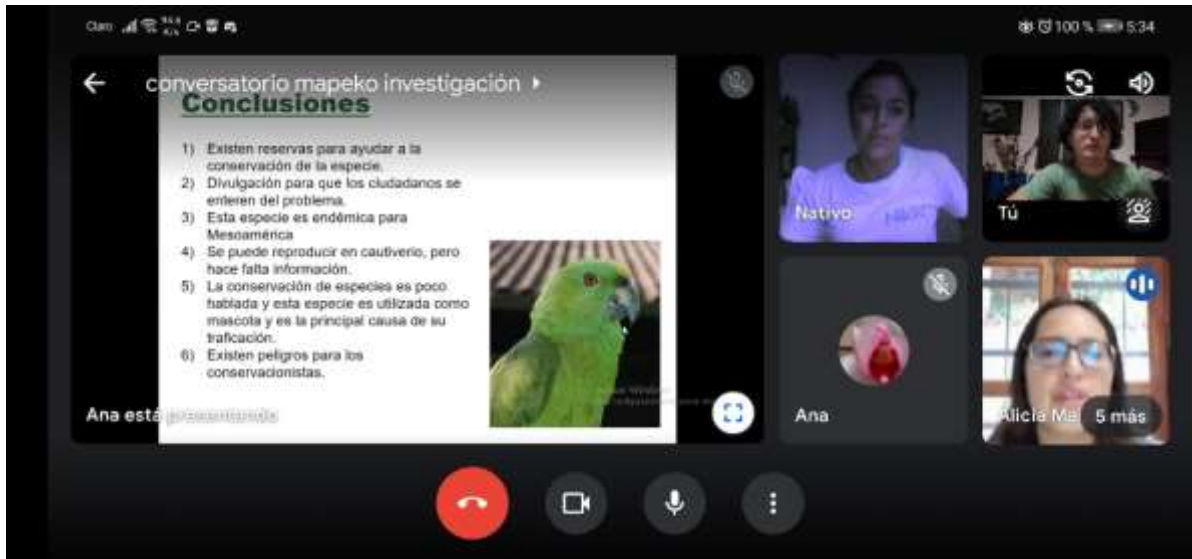 Claro
100 % 5:34
conversatorio mapeko investigación
Conclusiones
1) Existen reservas para ayudar a la
conservación de la especie.
2) Divulgación para que los ciudadanos se
enteren del problema.
3) Esta especie es endémica para
Mesoamérica
4) Se puede reproducir en cautiverio, pero
hace falta información.
5) La conservación de especies es poco
hablada y esta especie es utilizada como
mascota y es la principal causa de su
traficación.
6) Existen peligros para los
conservacionistas.
Ana está presentando
Nativo
Tú
Ana
Alicia Ma
5 más